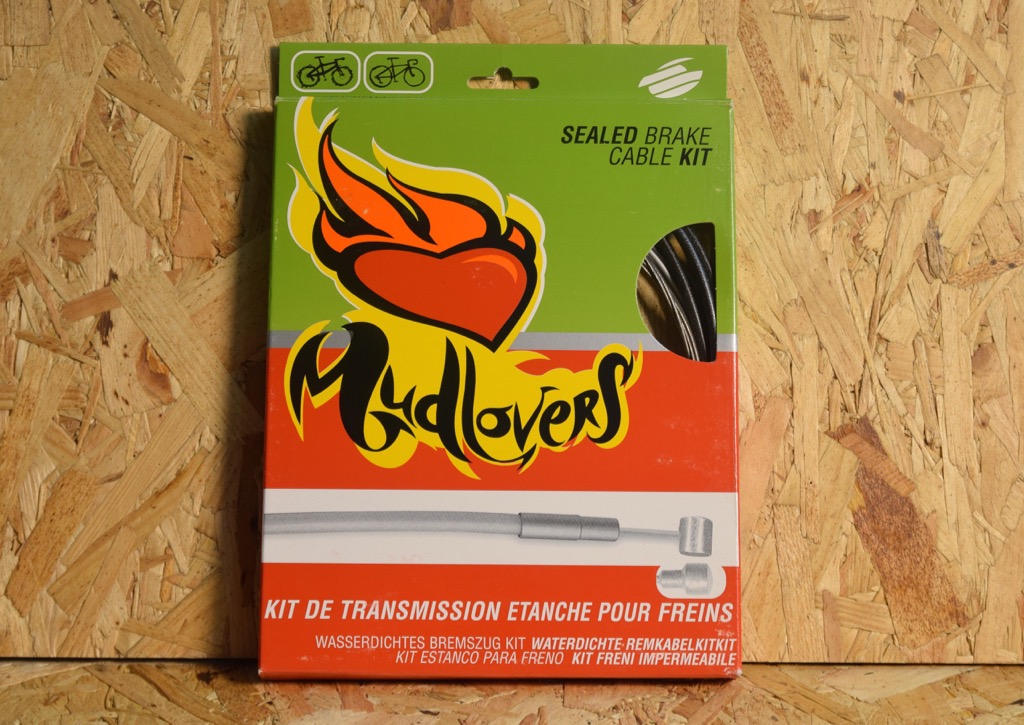 SEALED BRAKE
CABLE KIT
Mudlovers
KIT DE TRANSMISSION ETANCHE POUR FREINS
WASSERDICHTES BREMSZUG KIT WATERDICHTE-REMKABELKITKIT
KIT ESTANCO PARA FRENO KIT FRENI IMPERMEABILE